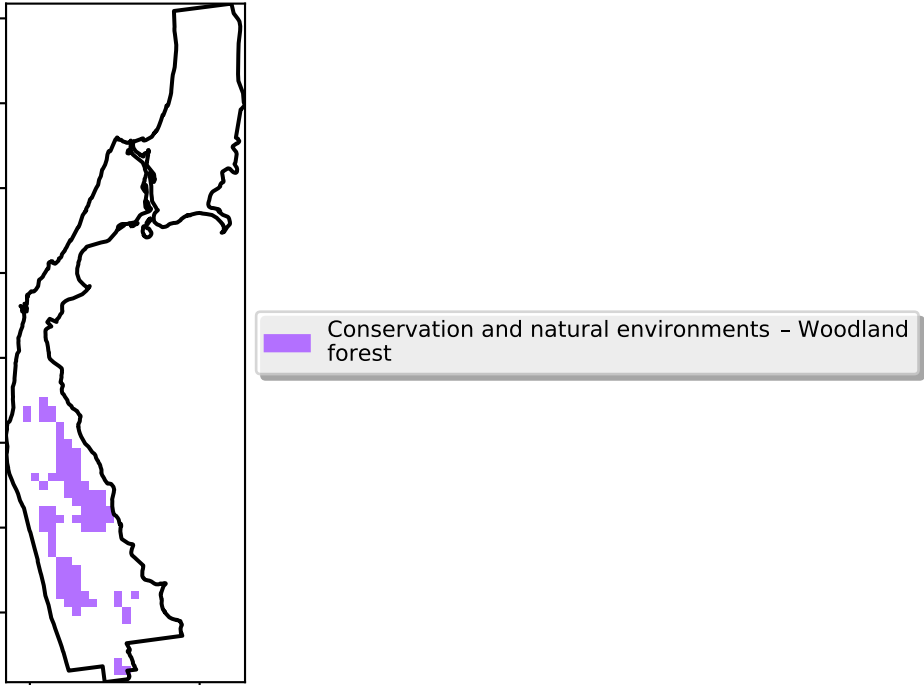 Conservation and natural environments – Woodland
forest